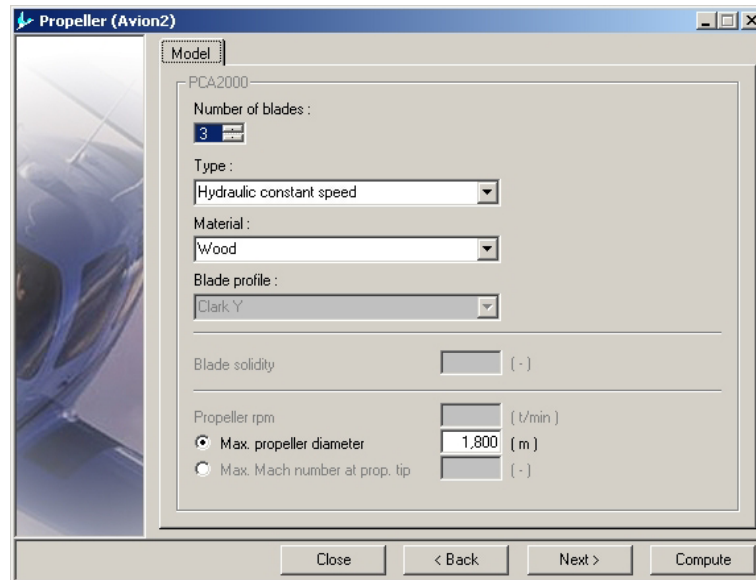 Propeller (Avion2)
Model
PCA2000
Number of blades :
3
Type :
Hydraulic constant speed
Material :
Wood
Blade profile :
Clark Y
Blade solidity ( - )
Propeller rpm ( t/min )
Max. propeller diameter 1,800 ( m )
Max. Mach number at prop. tip ( - )
Close < Back Next > Compute